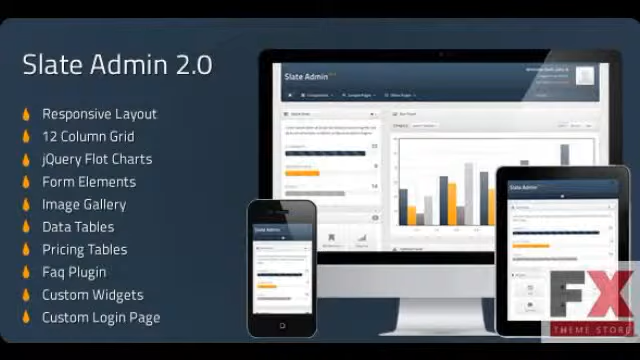 Slate Admin 2.0
Responsive Layout
12 Column Grid
jQuery Flot Charts
Form Elements
Image Gallery
Data Tables
Pricing Tables
Faq Plugin
Custom Widgets
Custom Login Page
Slate Admin
Slate Admin
Slate Admin
FX
THEME STORE